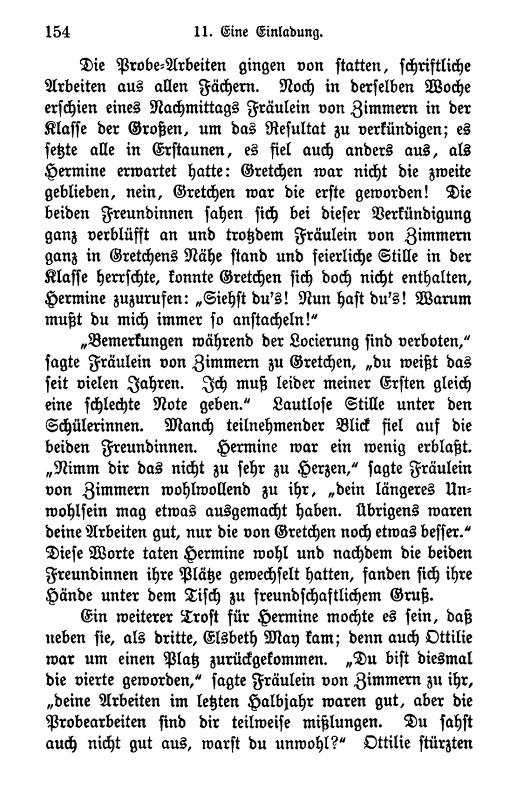 154 11. Eine Einladung.
Die Probe-Arbeiten gingen von statten, schriftliche
Arbeiten aus allen Fächern. Noch in derselben Woche
erschien eines Nachmittags Fräulein von Zimmern in der
Klasse der Großen, um das Resultat zu verkündigen; es
setzte alle in Erstaunen, es fiel auch anders aus, als
Hermine erwartet hatte: Gretchen war nicht die zweite
geblieben, nein, Gretchen war die erste geworden! Die
beiden Freundinnen sahen sich bei dieser Verkündigung
ganz verblüfft an und trotzdem Fräulein von Zimmern
ganz in Gretchens Nähe stand und feierliche Stille in der
Klasse herrschte, konnte Gretchen sich doch nicht enthalten,
Hermine zuzurufen: „Siehst du's! Nun hast du's! Warum
mußt du mich immer so anstacheln!“
„Bemerkungen während der Locierung sind verboten,“
sagte Fräulein von Zimmern zu Gretchen, „du weißt das
seit vielen Jahren. Ich muß leider meiner Ersten gleich
eine schlechte Note geben.“ Lautlose Stille unter den
Schülerinnen. Manch teilnehmender Blick fiel auf die
beiden Freundinnen. Hermine war ein wenig erblaßt.
„Nimm dir das nicht zu sehr zu Herzen,“ sagte Fräulein
von Zimmern wohlwollend zu ihr, „dein längeres Un-
wohlsein mag etwas ausgemacht haben. Übrigens waren
deine Arbeiten gut, nur die von Gretchen noch etwas besser.“
Diese Worte taten Hermine wohl und nachdem die beiden
Freundinnen ihre Plätze gewechselt hatten, fanden sich ihre
Hände unter dem Tisch zu freundschaftlichem Gruß.
Ein weiterer Trost für Hermine mochte es sein, daß
neben sie, als dritte, Elsbeth May kam; denn auch Ottilie
war um einen Platz zurückgekommen. „Du bist diesmal
die vierte geworden,“ sagte Fräulein von Zimmern zu ihr,
„deine Arbeiten im letzten Halbjahr waren gut, aber die
Probearbeiten sind dir teilweise mißlungen. Du sahst
auch nicht gut aus, warst du unwohl?“ Ottilie stürzten